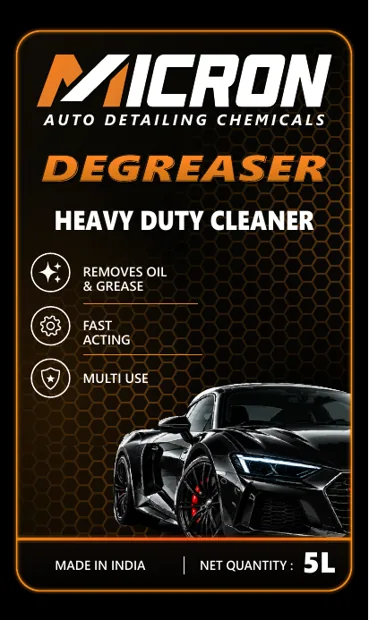 MICRON
AUTO DETAILING CHEMICALS
DEGREASER
HEAVY DUTY CLEANER
REMOVES OIL
& GREASE
FAST
ACTING
MULTI USE
MADE IN INDIA | NET QUANTITY : 5L